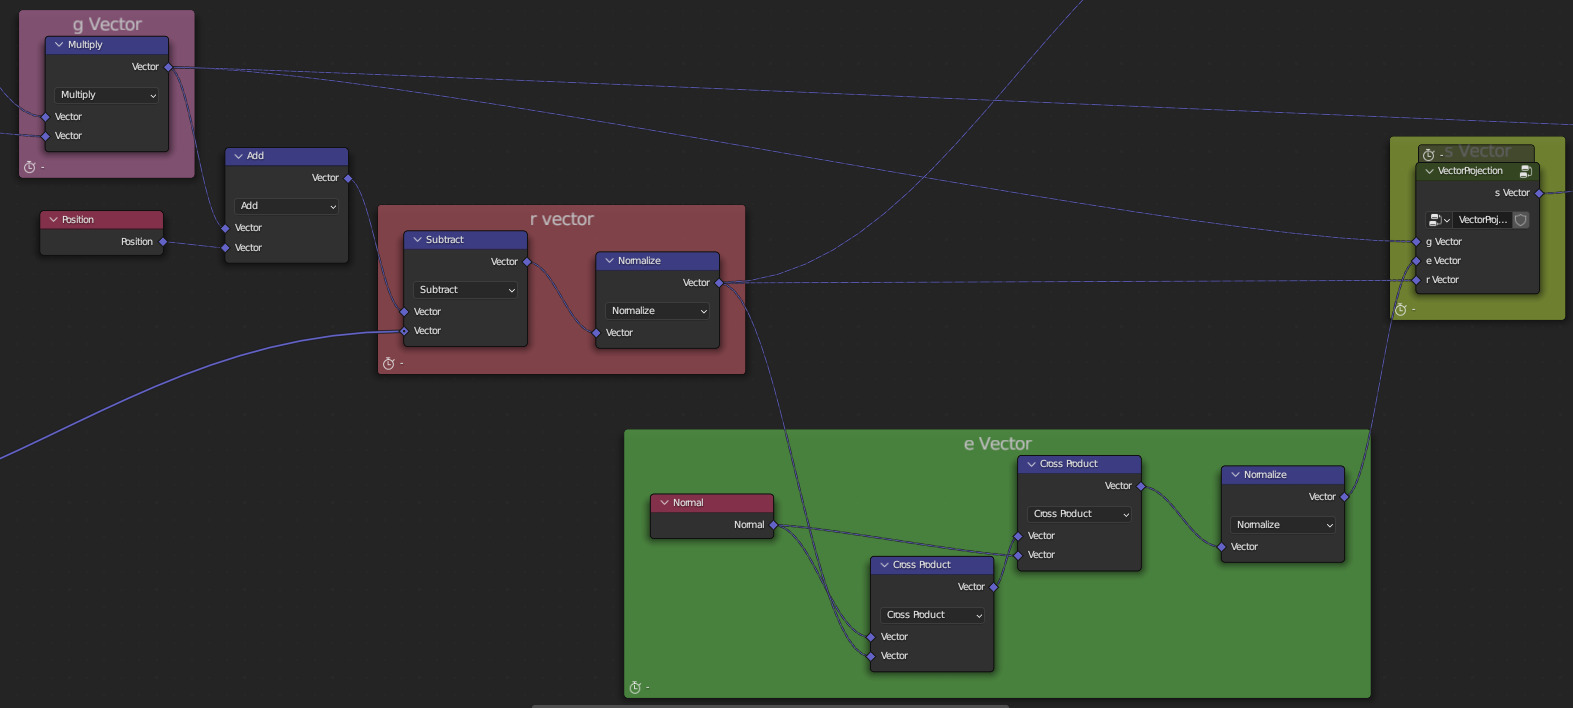 g Vector
Multiply
Vector
Multiply
Vector
Vector
-
Position
Position
Add
Vector
Add
Vector
Vector
r vector
Subtract
Vector
Subtract
Vector
Vector
Normalize
Vector
Normalize
Vector
-
e Vector
Normal
Normal
Cross Product
Vector
Cross Product
Vector
Vector
Cross Product
Vector
Cross Product
Vector
Vector
Normalize
Vector
Normalize
Vector
-
s Vector
-
VectorProjection
s Vector
VectorProj...
g Vector
e Vector
r Vector
-